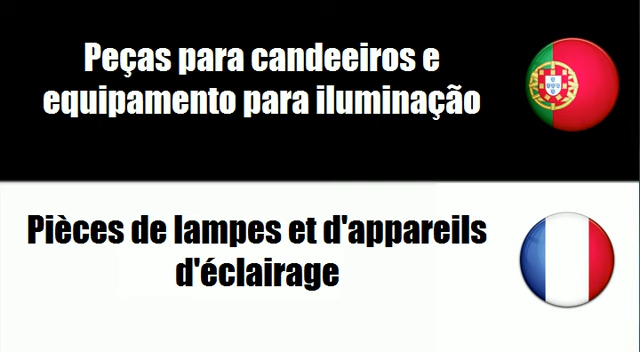 Peças para candeeiros e
equipamento para iluminação
Pièces de lampes et d'appareils
d'éclairage